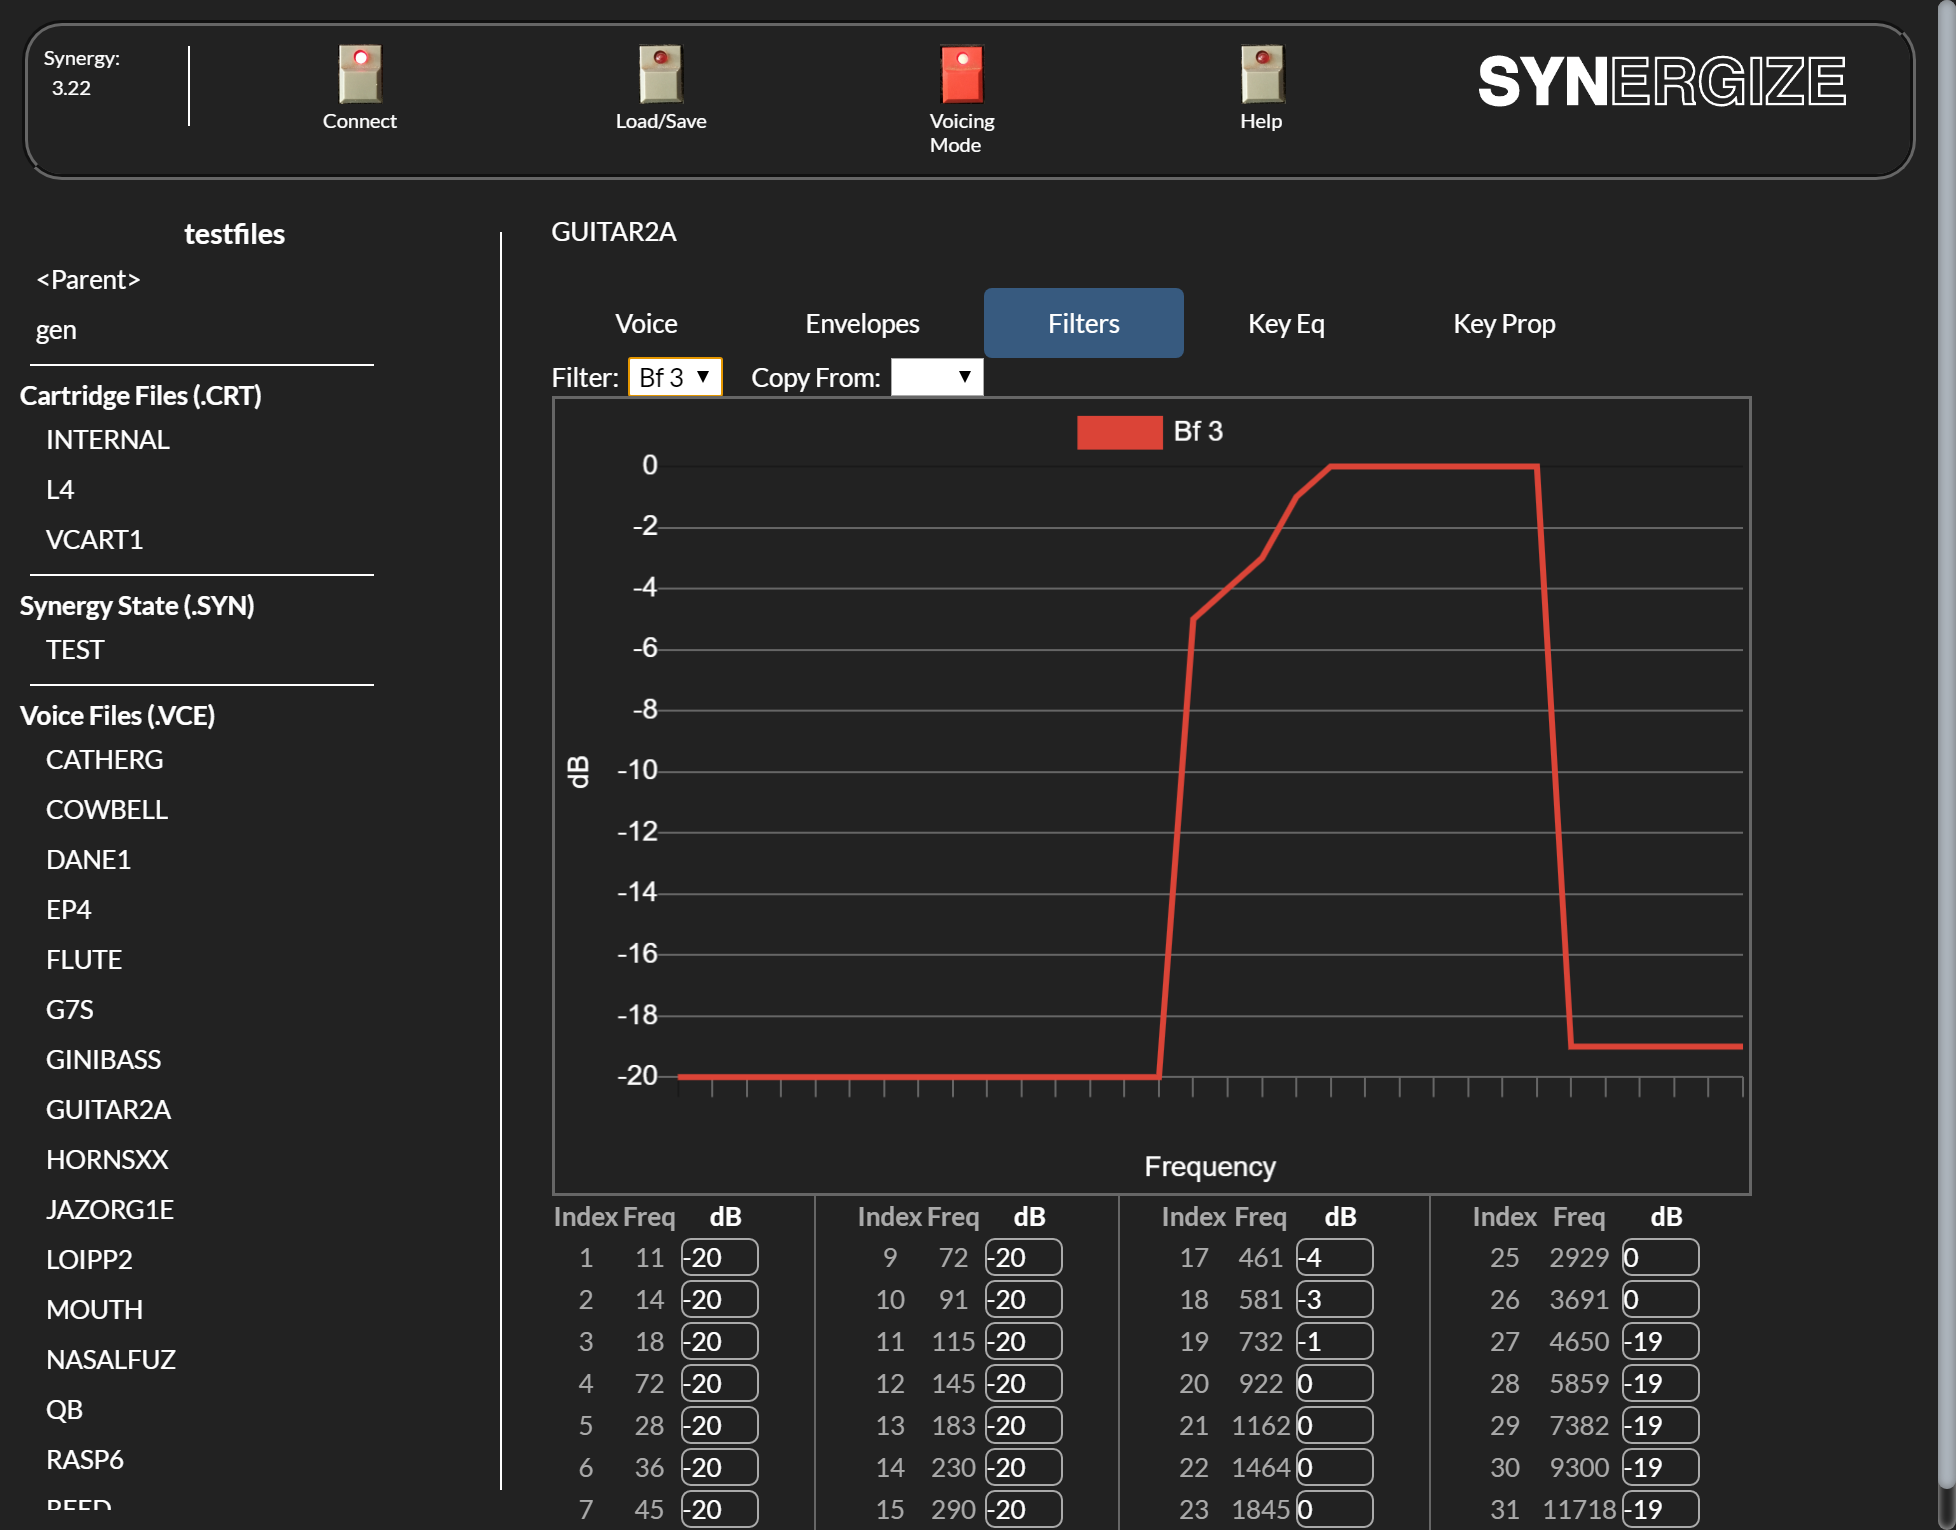 Synergy:
3.22
Connect
Load/Save
Voicing
Mode
Help
SYNERGIZE
testfiles
<Parent>
gen
Cartridge Files (.CRT)
INTERNAL
L4
VCART1
Synergy State (.SYN)
TEST
Voice Files (.VCE)
CATHERG
COWBELL
DANE1
EP4
FLUTE
G7S
GINIBASS
GUITAR2A
HORNSXX
JAZORG1E
LOIPP2
MOUTH
NASALFUZ
QB
RASP6
REED
GUITAR2A
Voice Envelopes Filters Key Eq Key Prop
Filter: Bf 3 ▼ Copy From: ▼
Bf 3
0
-2
-4
-6
-8
-10
-12
-14
-16
-18
-20
dB
Frequency
Index Freq dB Index Freq dB Index Freq dB Index Freq dB
1 11 -20 9 72 -20 17 461 -4 25 2929 0
2 14 -20 10 91 -20 18 581 -3 26 3691 0
3 18 -20 11 115 -20 19 732 -1 27 4650 -19
4 72 -20 12 145 -20 20 922 0 28 5859 -19
5 28 -20 13 183 -20 21 1162 0 29 7382 -19
6 36 -20 14 230 -20 22 1464 0 30 9300 -19
7 45 -20 15 290 -20 23 1845 0 31 11718 -19